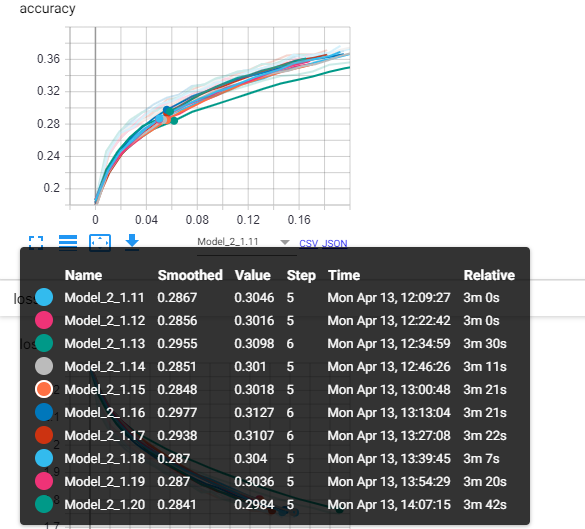 accuracy
0.36
0.32
0.28
0.24
0.2
0 0.04 0.08 0.12 0.16
Model_2_1.11 CSV JSON
Name Smoothed Value Step Time Relative
Model_2_1.11 0.2867 0.3046 5 Mon Apr 13, 12:09:27 3m 0s
Model_2_1.12 0.2856 0.3016 5 Mon Apr 13, 12:22:42 3m 0s
Model_2_1.13 0.2955 0.3098 6 Mon Apr 13, 12:34:59 3m 30s
Model_2_1.14 0.2851 0.301 5 Mon Apr 13, 12:46:26 3m 11s
Model_2_1.15 0.2848 0.3018 5 Mon Apr 13, 13:00:48 3m 21s
Model_2_1.16 0.2977 0.3127 6 Mon Apr 13, 13:13:04 3m 21s
Model_2_1.17 0.2938 0.3107 6 Mon Apr 13, 13:27:08 3m 22s
Model_2_1.18 0.287 0.304 5 Mon Apr 13, 13:39:45 3m 7s
Model_2_1.19 0.287 0.3036 5 Mon Apr 13, 13:54:29 3m 20s
Model_2_1.20 0.2841 0.2984 5 Mon Apr 13, 14:07:15 3m 42s
1.7